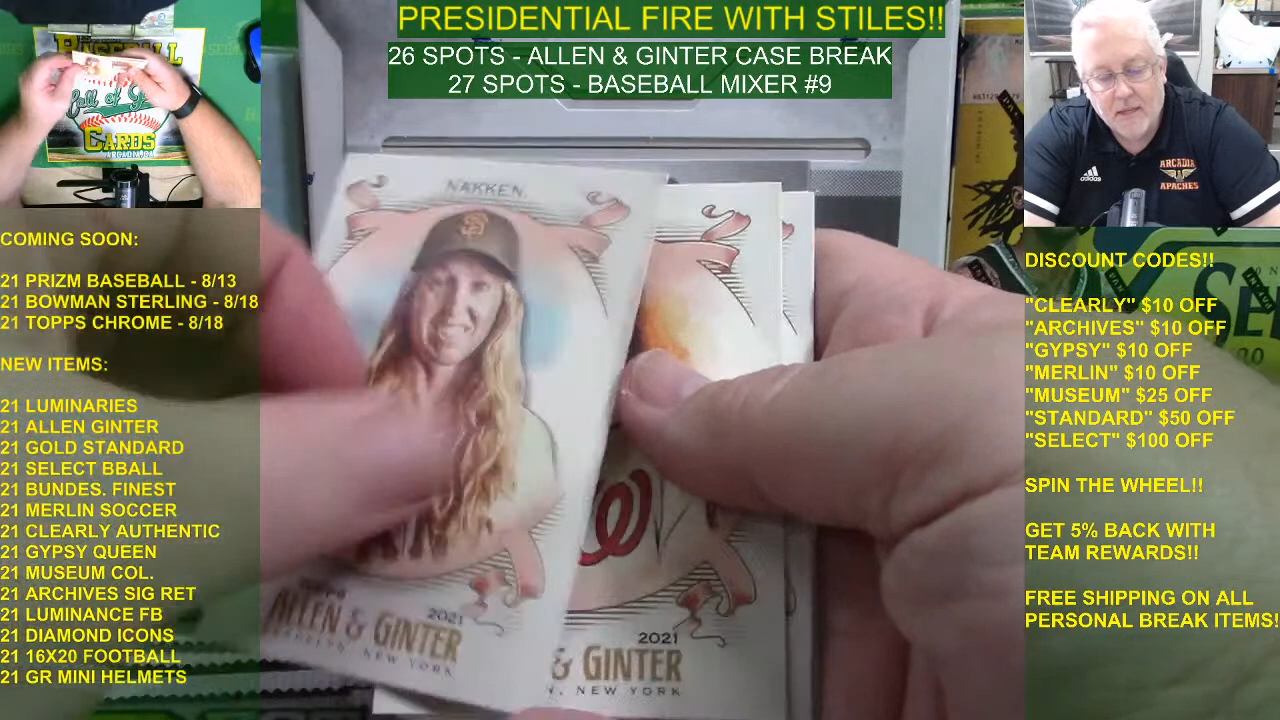 PRESIDENTIAL FIRE WITH STILES!!
26 SPOTS - ALLEN & GINTER CASE BREAK
27 SPOTS - BASEBALL MIXER #9
BASEBALL
CARDS
COMING SOON:
21 PRIZM BASEBALL - 8/13
21 BOWMAN STERLING - 8/18
21 TOPPS CHROME - 8/18
NEW ITEMS:
21 LUMINARIES
21 ALLEN GINTER
21 GOLD STANDARD
21 SELECT BBALL
21 BUNDES. FINEST
21 MERLIN SOCCER
21 CLEARLY AUTHENTIC
21 GYPSY QUEEN
21 MUSEUM COL.
21 ARCHIVES SIG RET
21 LUMINANCE FB
21 DIAMOND ICONS
21 16X20 FOOTBALL
21 GR MINI HELMETS
NAKKEN
SF
2021
ALLEN & GINTER
NEW YORK
W
2021
& GINTER
NEW YORK
adidas
ARCADIA
APACHES
DISCOUNT CODES!!
"CLEARLY" $10 OFF
"ARCHIVES" $10 OFF
"GYPSY" $10 OFF
"MERLIN" $10 OFF
"MUSEUM" $25 OFF
"STANDARD" $50 OFF
"SELECT" $100 OFF
SPIN THE WHEEL!!
GET 5% BACK WITH
TEAM REWARDS!!
FREE SHIPPING ON ALL
PERSONAL BREAK ITEMS!